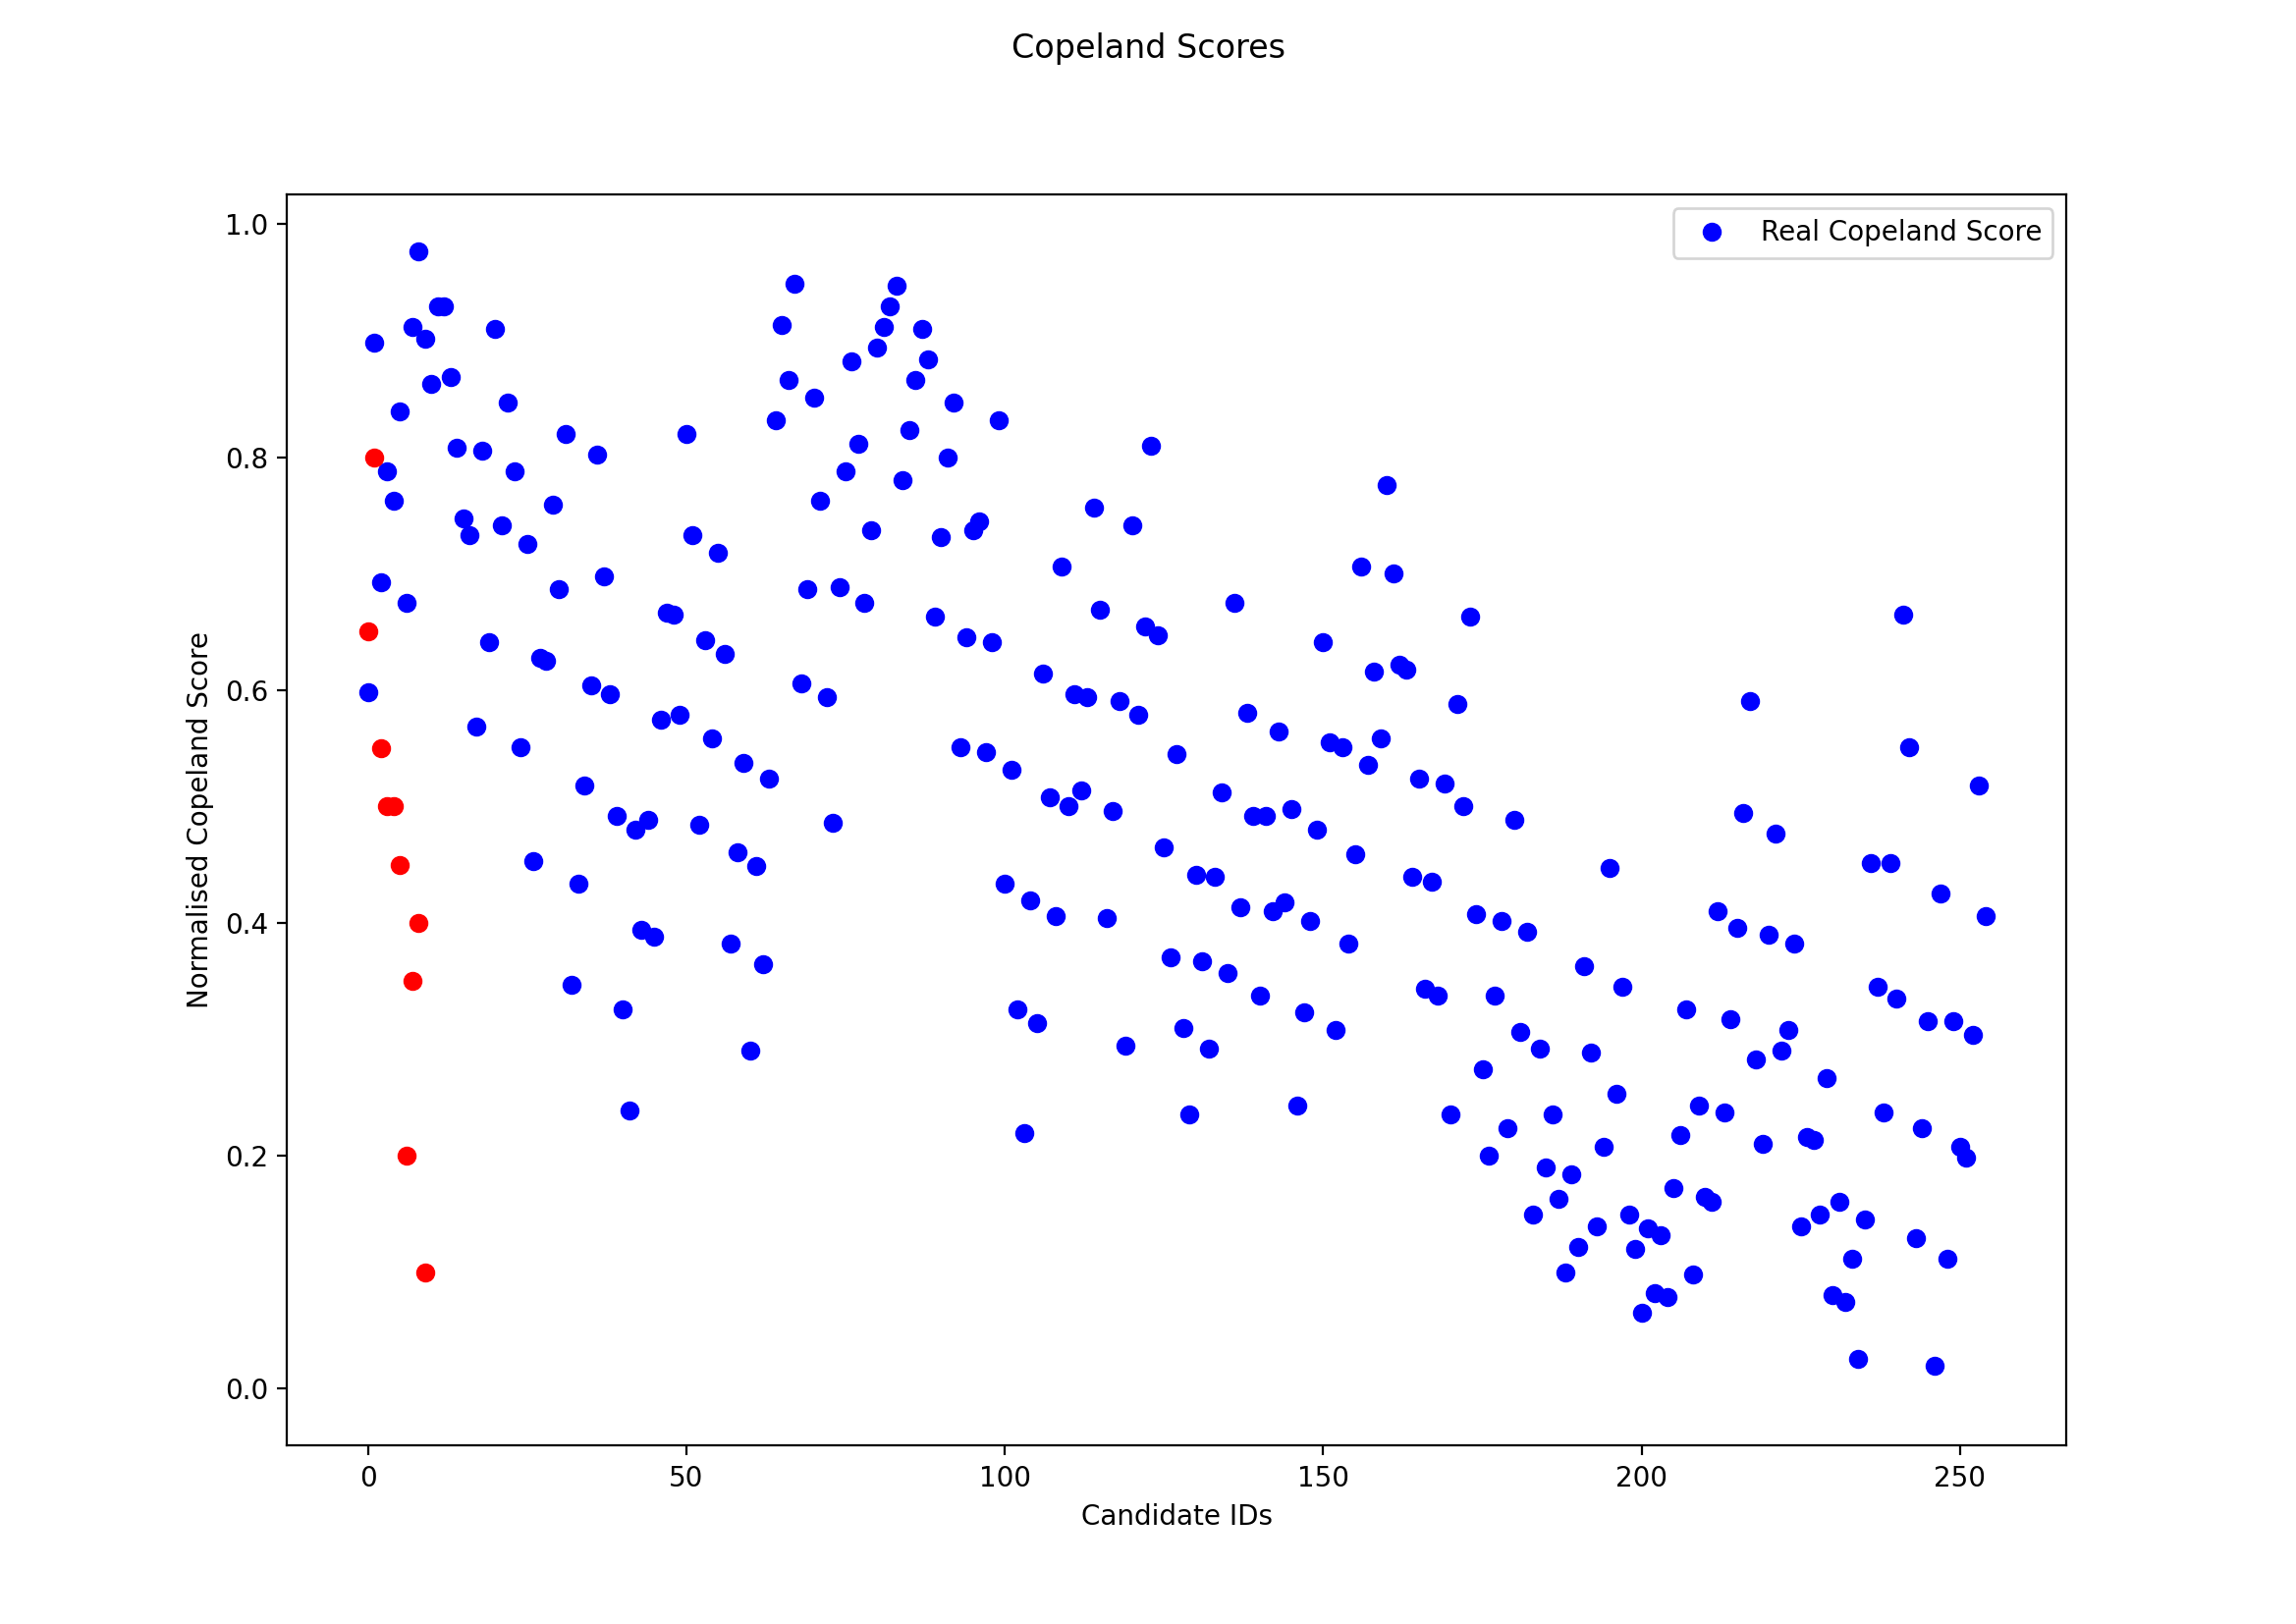 Copeland Scores
Real Copeland Score
Normalised Copeland Score
1.0
0.8
0.6
0.4
0.2
0.0
0 50 100 150 200 250
Candidate IDs